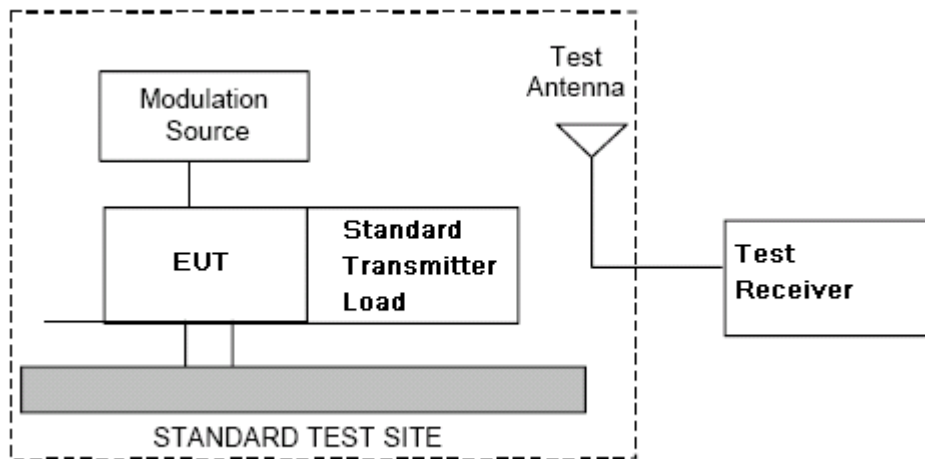 Test
Antenna
Modulation
Source
EUT
Standard
Transmitter
Load
Test
Receiver
STANDARD TEST SITE